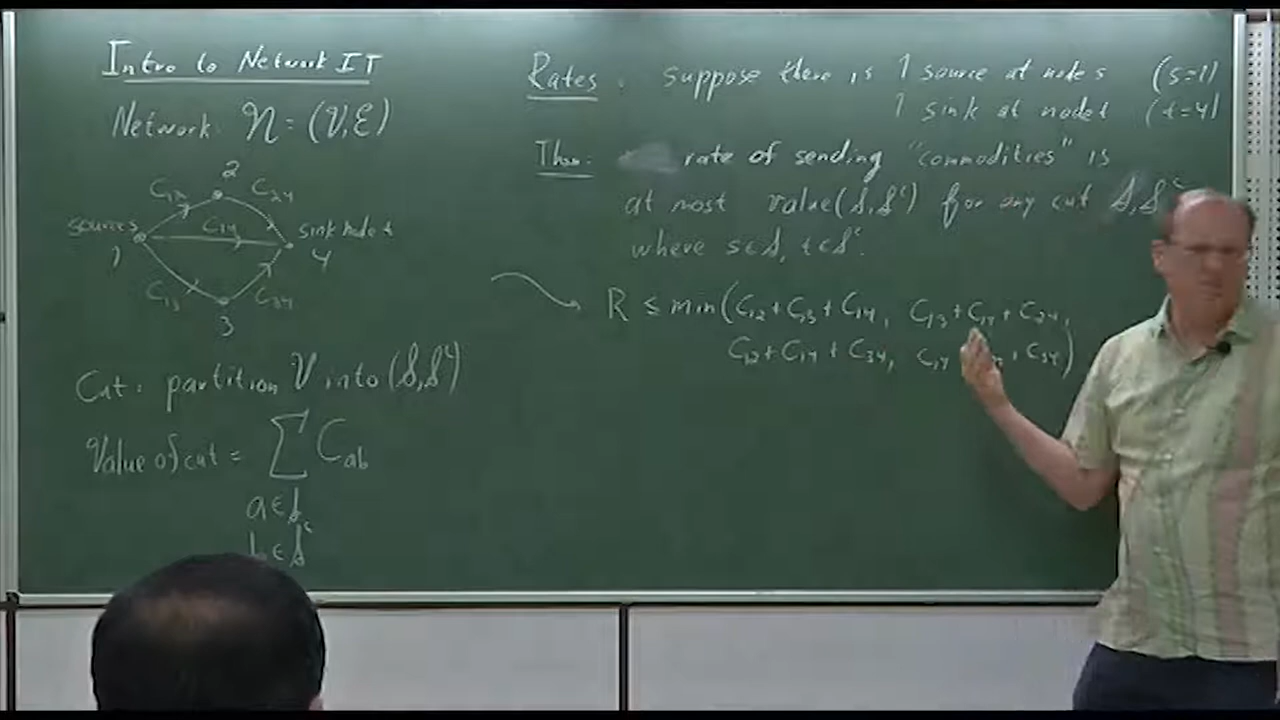 Intro to Network IT
Network: N = (V,E)
2
C12 C24
source s C14 sink node t
1 4
C13 C34
3
Cut: partition V into (S,S^c)
Value of cut = ∑ C_ab
a∈S
b∈S^c
Rates: suppose there is 1 source at node s (s=1)
1 sink at node t (t=4)
Thm: rate of sending "commodities" is
at most value(S,S^c) for any cut S,S^c
where s∈S, t∈S^c.
R ≤ min(C12+C13+C14, C13+C14+C24,
C12+C14+C34, C14 + C34)